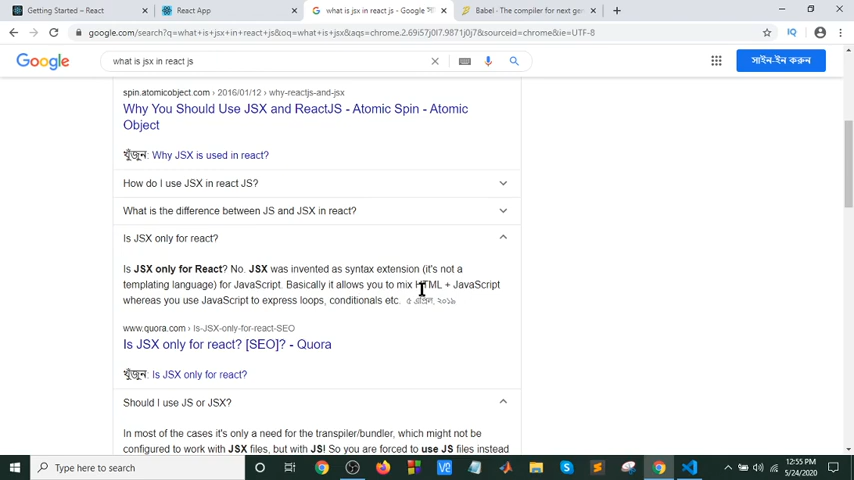 Getting Started – React
React App
what is jsx in react js - Google সা
Babel - The compiler for next gen
google.com/search?q=what+is+jsx+in+react+js&oq=what+is+jsx&aqs=chrome.2.69i57j0l7.9871j0j7&sourceid=chrome&ie=UTF-8
Google
what is jsx in react js
সাইন-ইন করুন
spin.atomicobject.com › 2016/01/12 › why-reactjs-and-jsx
Why You Should Use JSX and ReactJS - Atomic Spin - Atomic
Object
খুঁজুন: Why JSX is used in react?
How do I use JSX in react JS?
What is the difference between JS and JSX in react?
Is JSX only for react?
Is JSX only for React? No. JSX was invented as syntax extension (it's not a
templating language) for JavaScript. Basically it allows you to mix HTML + JavaScript
whereas you use JavaScript to express loops, conditionals etc. ৫ এপ্রিল, ২০১৯
www.quora.com › Is-JSX-only-for-react-SEO
Is JSX only for react? [SEO]? - Quora
খুঁজুন: Is JSX only for react?
Should I use JS or JSX?
In most of the cases it's only a need for the transpiler/bundler, which might not be
configured to work with JSX files, but with JS! So you are forced to use JS files instead
Type here to search
12:55 PM
5/24/2020